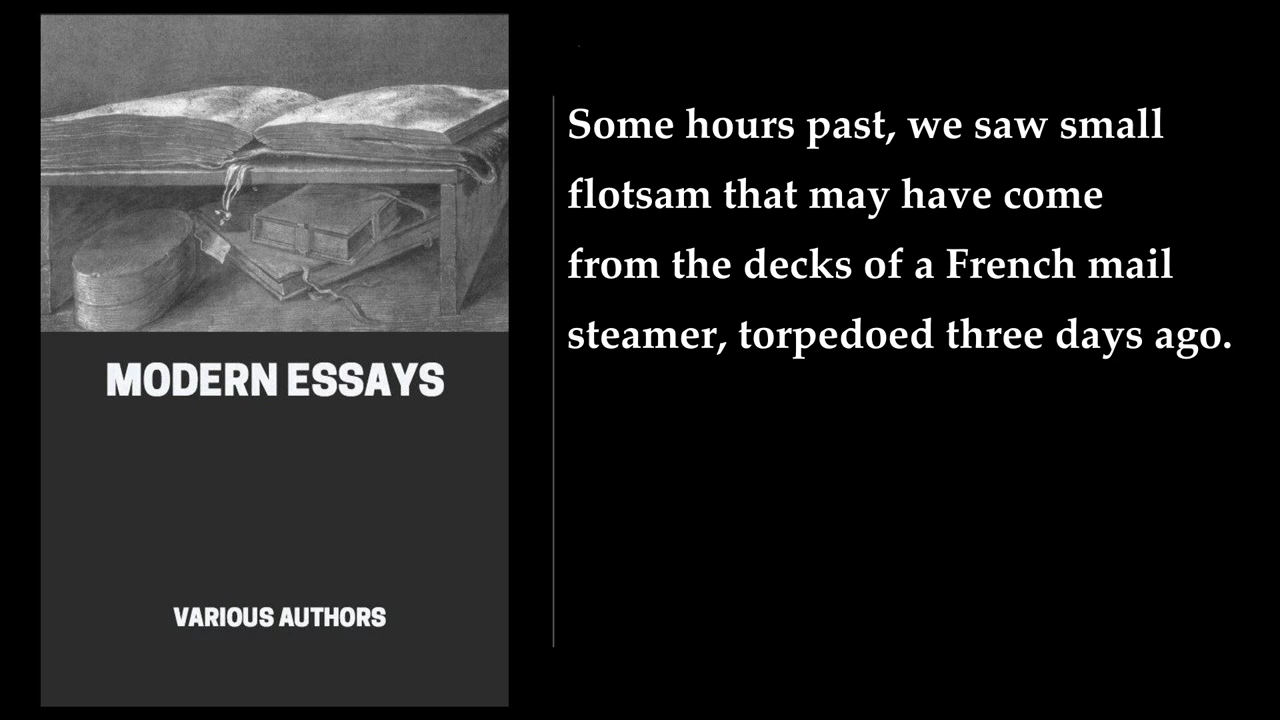 MODERN ESSAYS
VARIOUS AUTHORS
Some hours past, we saw small
flotsam that may have come
from the decks of a French mail
steamer, torpedoed three days ago.